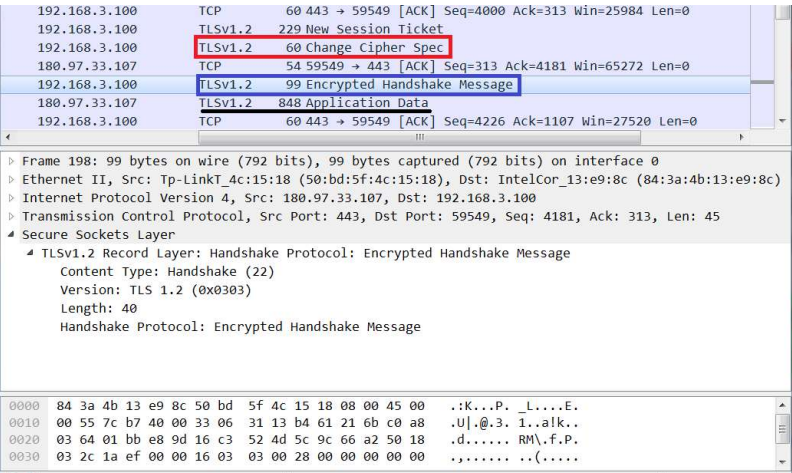 192.168.3.100 TCP 60 443 → 59549 [ACK] Seq=4000 Ack=313 Win=25984 Len=0
192.168.3.100 TLSv1.2 229 New Session Ticket
192.168.3.100 TLSv1.2 60 Change Cipher Spec
180.97.33.107 TCP 54 59549 → 443 [ACK] Seq=313 Ack=4181 Win=65272 Len=0
192.168.3.100 TLSv1.2 99 Encrypted Handshake Message
180.97.33.107 TLSv1.2 848 Application Data
192.168.3.100 TCP 60 443 → 59549 [ACK] Seq=4226 Ack=1107 Win=27520 Len=0
Frame 198: 99 bytes on wire (792 bits), 99 bytes captured (792 bits) on interface 0
Ethernet II, Src: Tp-LinkT_4c:15:18 (50:bd:5f:4c:15:18), Dst: IntelCor_13:e9:8c (84:3a:4b:13:e9:8c)
Internet Protocol Version 4, Src: 180.97.33.107, Dst: 192.168.3.100
Transmission Control Protocol, Src Port: 443, Dst Port: 59549, Seq: 4181, Ack: 313, Len: 45
Secure Sockets Layer
TLSv1.2 Record Layer: Handshake Protocol: Encrypted Handshake Message
Content Type: Handshake (22)
Version: TLS 1.2 (0x0303)
Length: 40
Handshake Protocol: Encrypted Handshake Message
0000 84 3a 4b 13 e9 8c 50 bd 5f 4c 15 18 08 00 45 00 .:K...P. _L....E.
0010 00 55 7c b7 40 00 33 06 31 13 b4 61 21 6b c0 a8 .U|.@.3. 1..a!k..
0020 03 64 01 bb e8 9d 16 c3 52 4d 5c 9c 66 a2 50 18 .d...... RM\.f.P.
0030 03 2c 1a ef 00 00 16 03 03 00 28 00 00 00 00 00 .,...... ..(.....